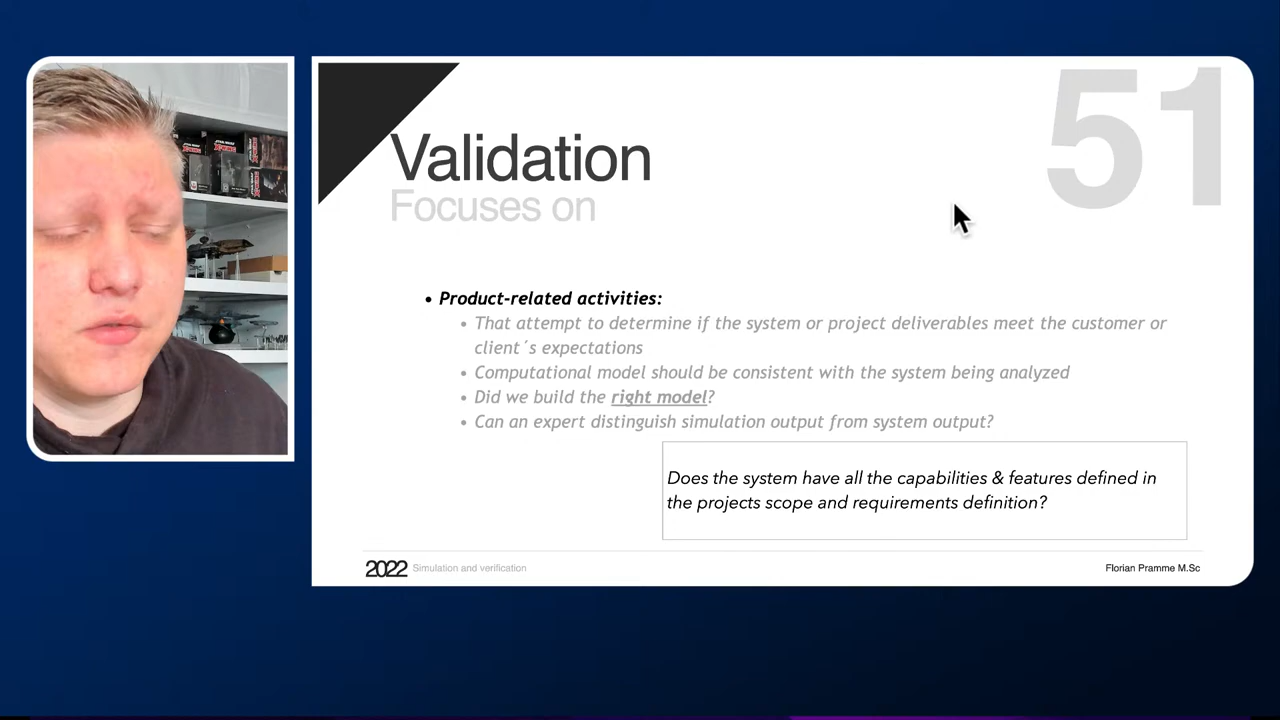 51
Validation
Focuses on
• Product-related activities:
• That attempt to determine if the system or project deliverables meet the customer or
client´s expectations
• Computational model should be consistent with the system being analyzed
• Did we build the right model?
• Can an expert distinguish simulation output from system output?
Does the system have all the capabilities & features defined in
the projects scope and requirements definition?
2022 Simulation and verification
Florian Pramme M.Sc